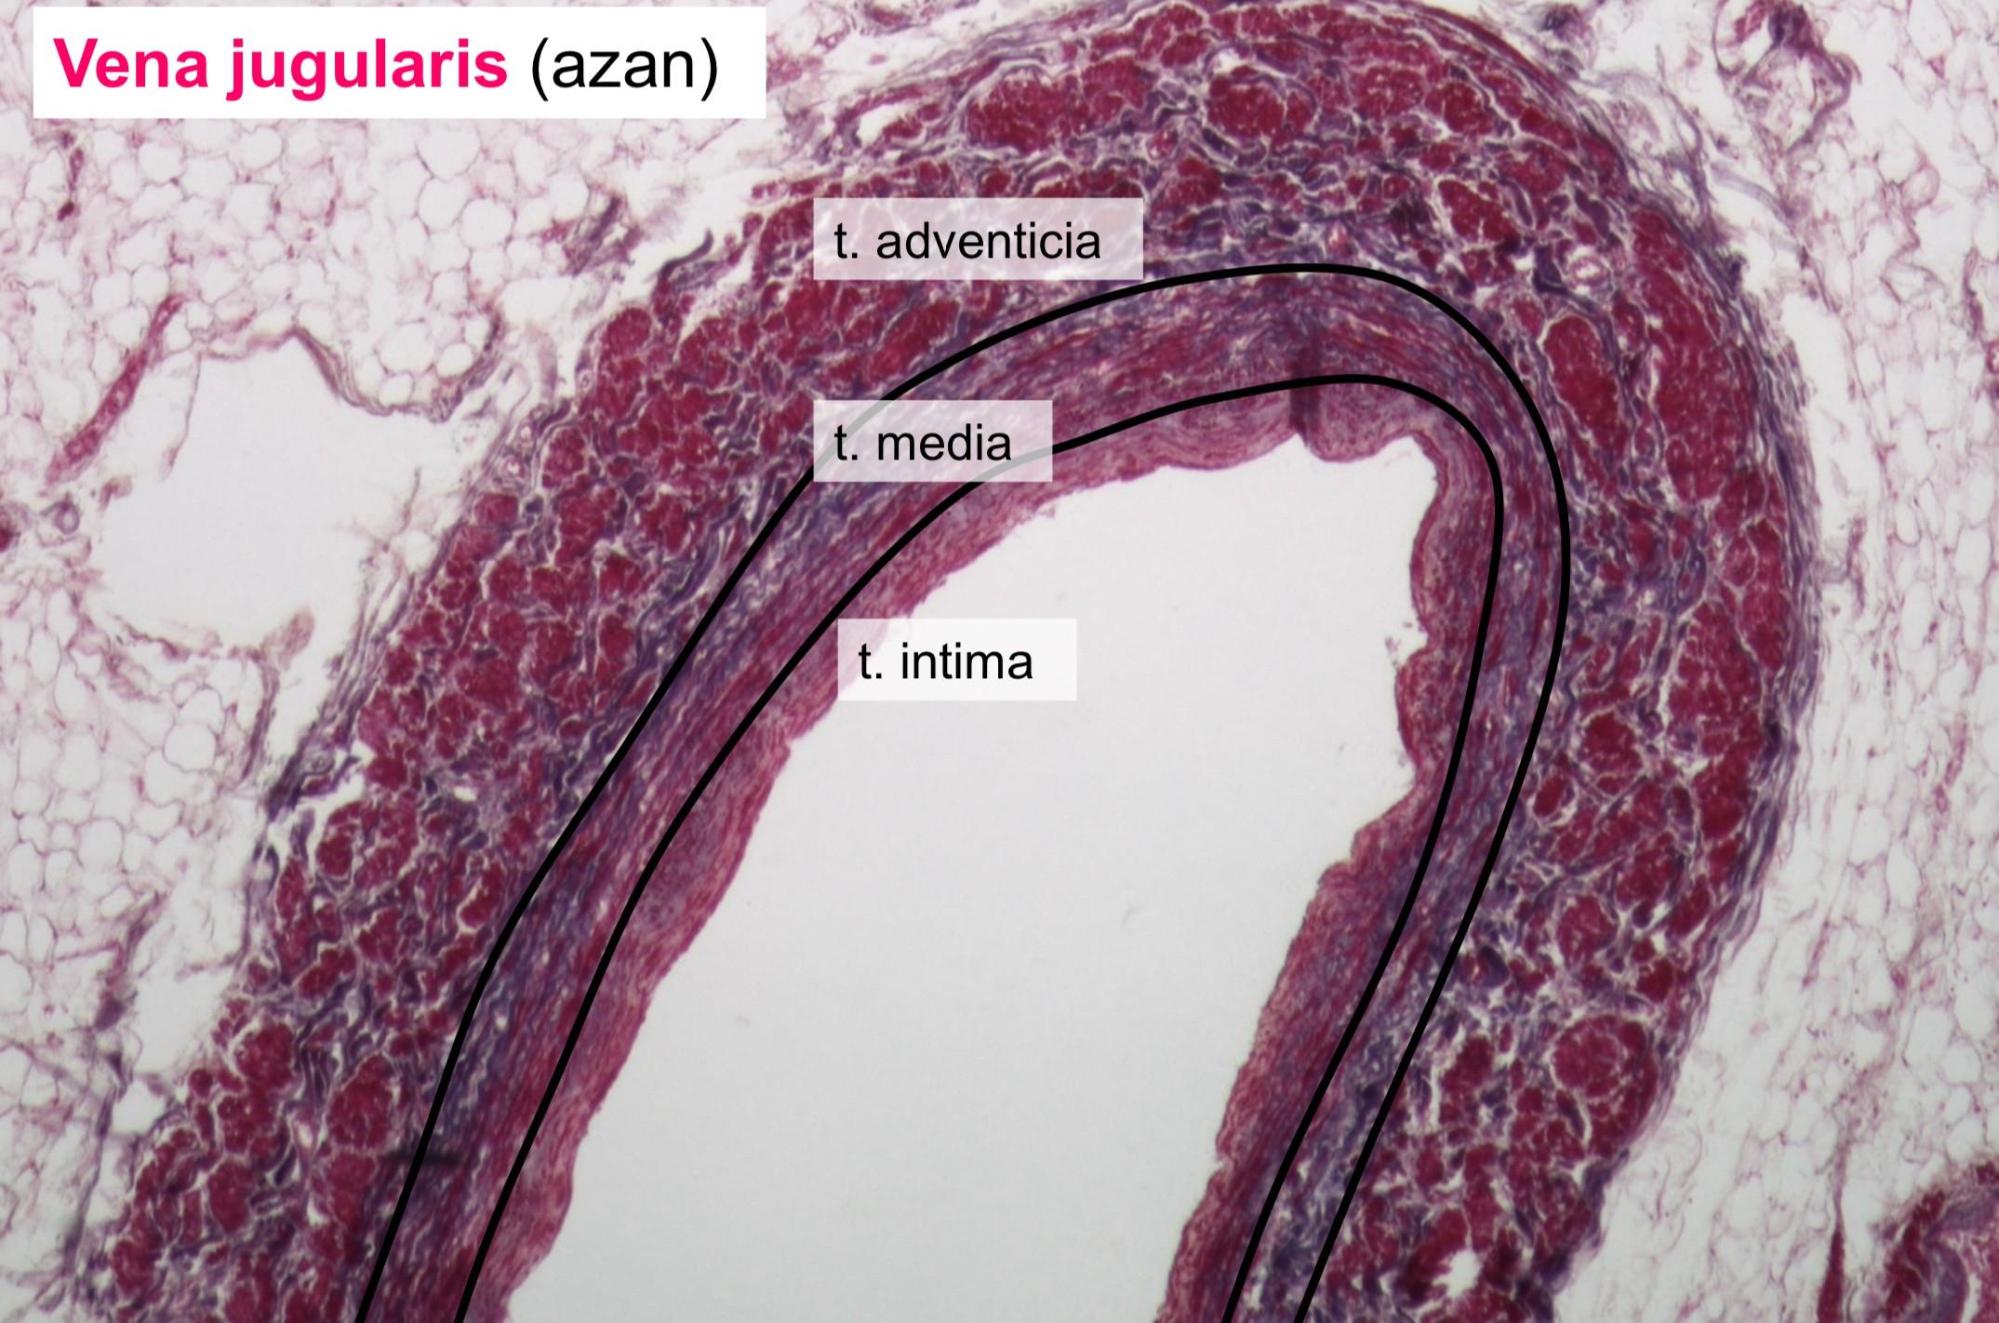 Vena jugularis (azan)
t. adventicia
t. media
t. intima